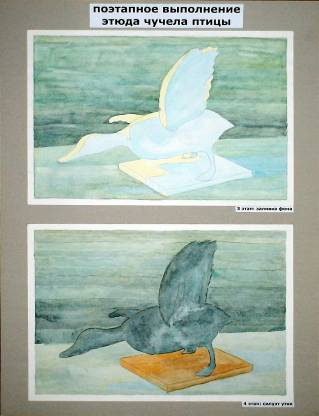 поэтапное выполнение
этюда чучела птицы
3 этап: заливка фона
4 этап: силуэт утки